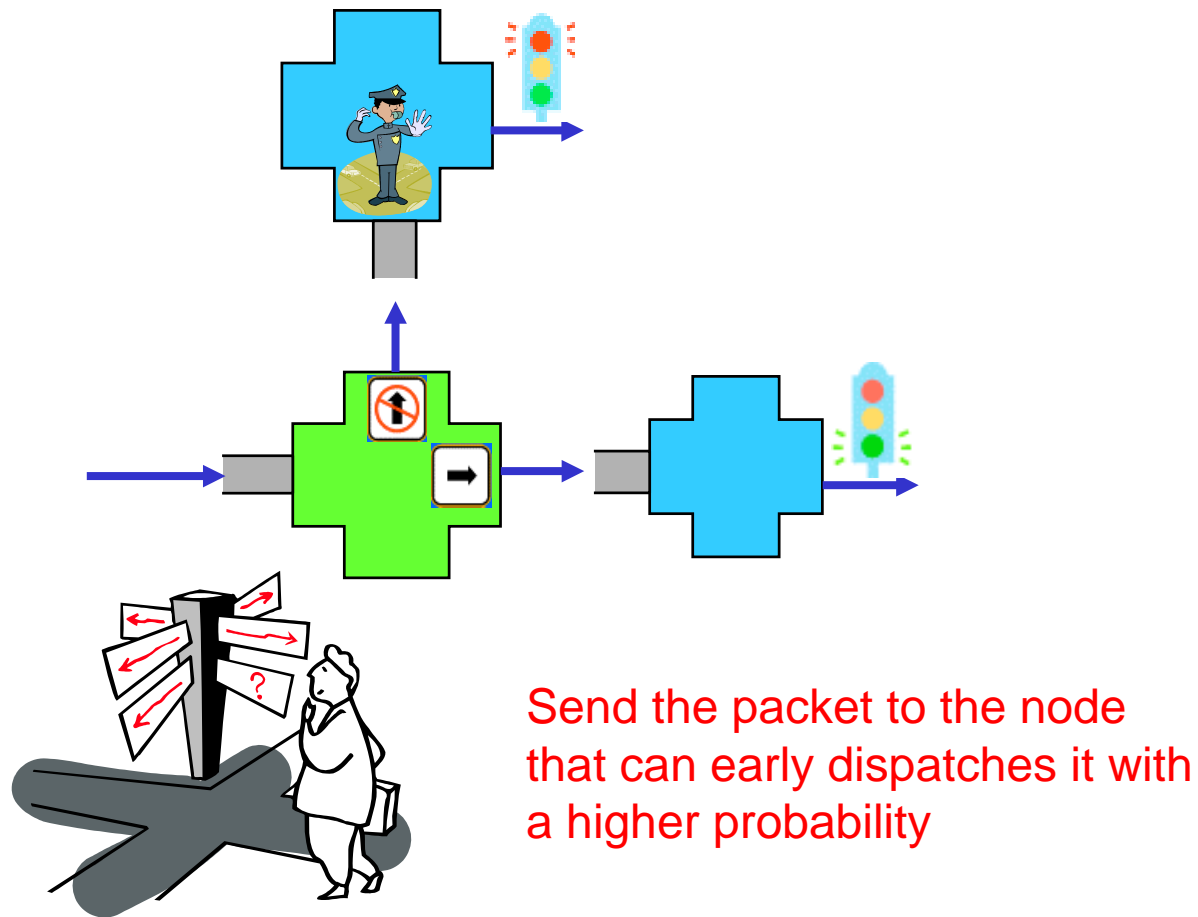 ?
Send the packet to the node
that can early dispatches it with
a higher probability